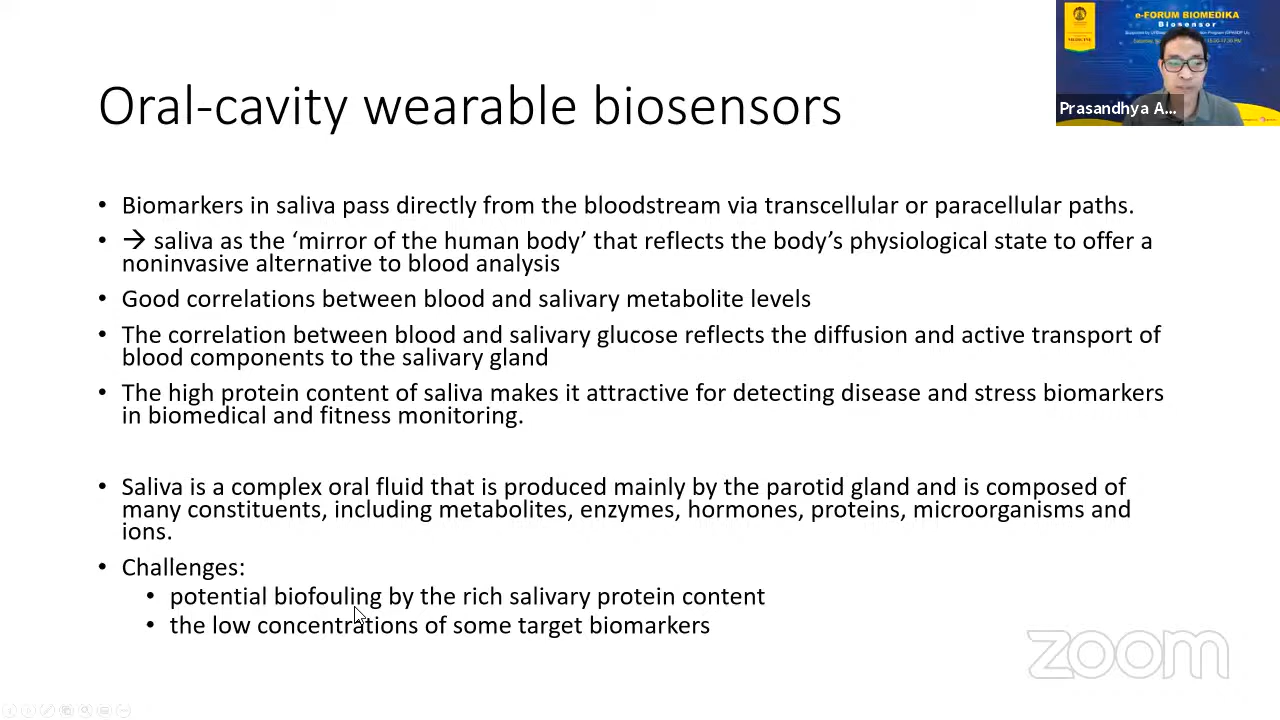 e-FORUM BIOMEDIKA
Biosensor
Prasandhya A...
Oral-cavity wearable biosensors
• Biomarkers in saliva pass directly from the bloodstream via transcellular or paracellular paths.
• → saliva as the ‘mirror of the human body’ that reflects the body’s physiological state to offer a
noninvasive alternative to blood analysis
• Good correlations between blood and salivary metabolite levels
• The correlation between blood and salivary glucose reflects the diffusion and active transport of
blood components to the salivary gland
• The high protein content of saliva makes it attractive for detecting disease and stress biomarkers
in biomedical and fitness monitoring.
• Saliva is a complex oral fluid that is produced mainly by the parotid gland and is composed of
many constituents, including metabolites, enzymes, hormones, proteins, microorganisms and
ions.
• Challenges:
• potential biofouling by the rich salivary protein content
• the low concentrations of some target biomarkers
zoom